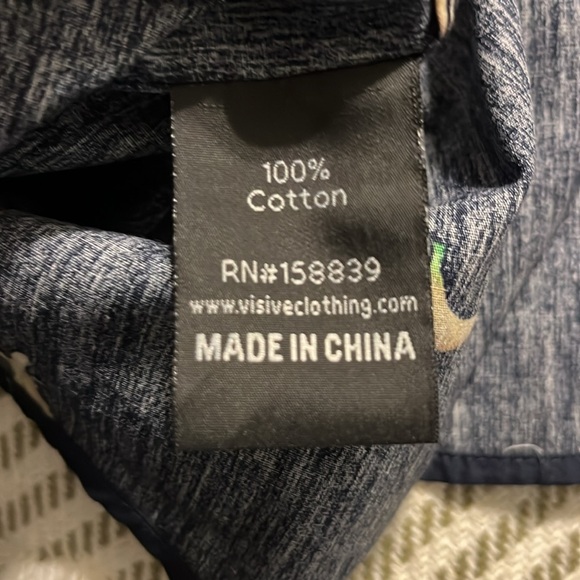 100%
Cotton
RN#158839
www.visiveclothing.com
MADE IN CHINA